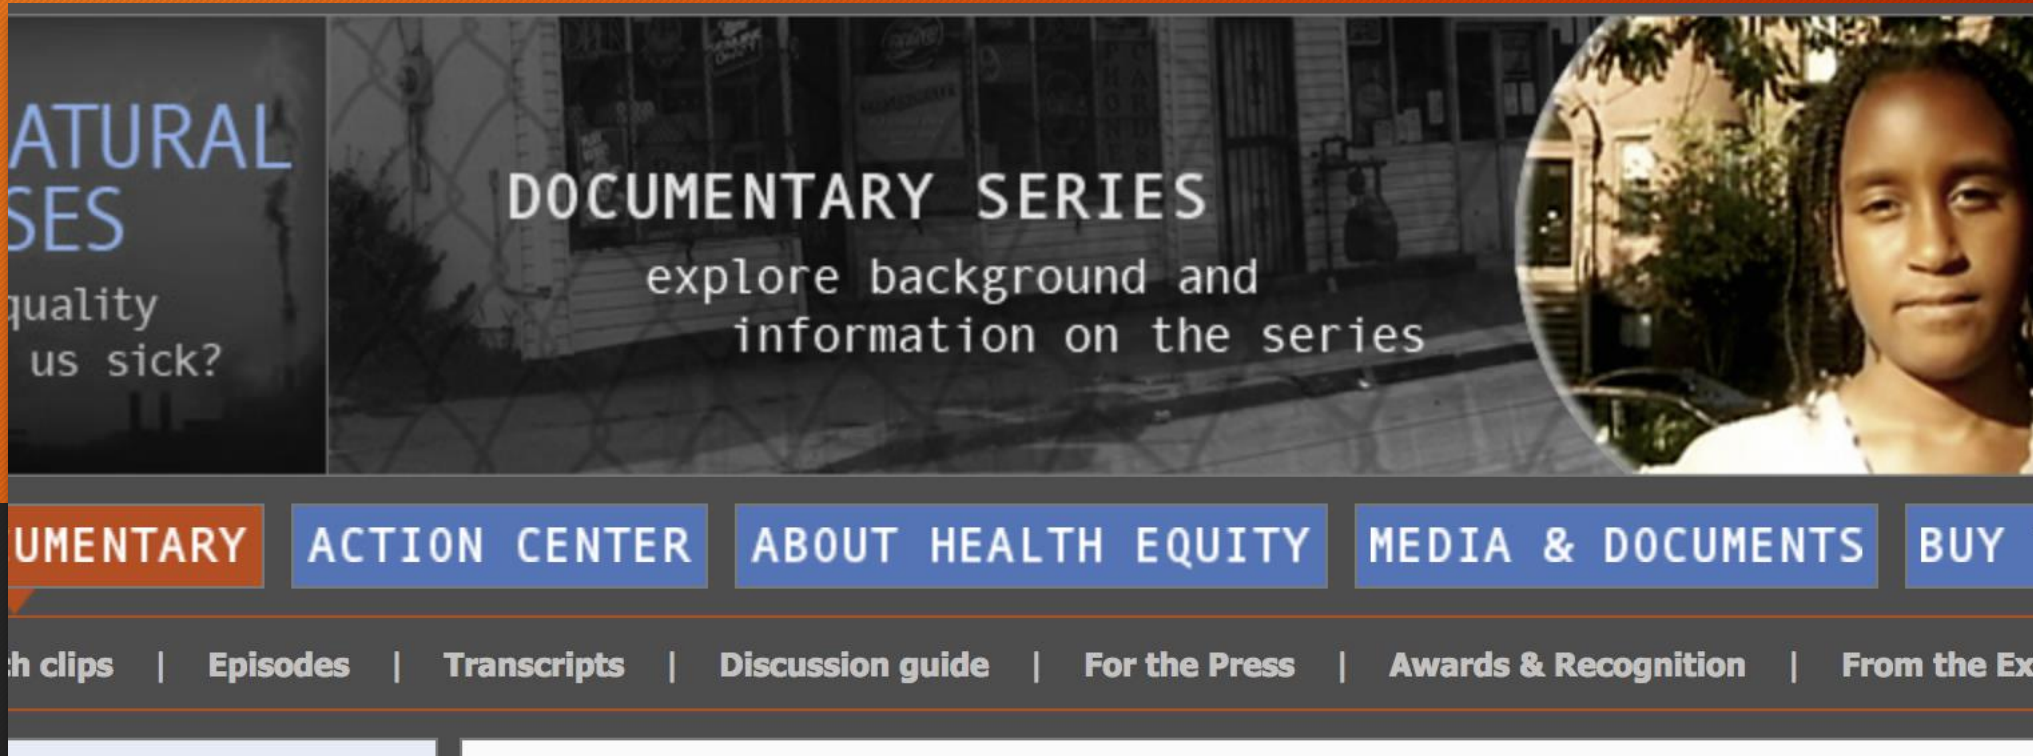 ATURAL
SES
quality
us sick?
DOCUMENTARY SERIES
explore background and
information on the series
UMENTARY
ACTION CENTER
ABOUT HEALTH EQUITY
MEDIA & DOCUMENTS
BUY
h clips | Episodes | Transcripts | Discussion guide | For the Press | Awards & Recognition | From the Ex